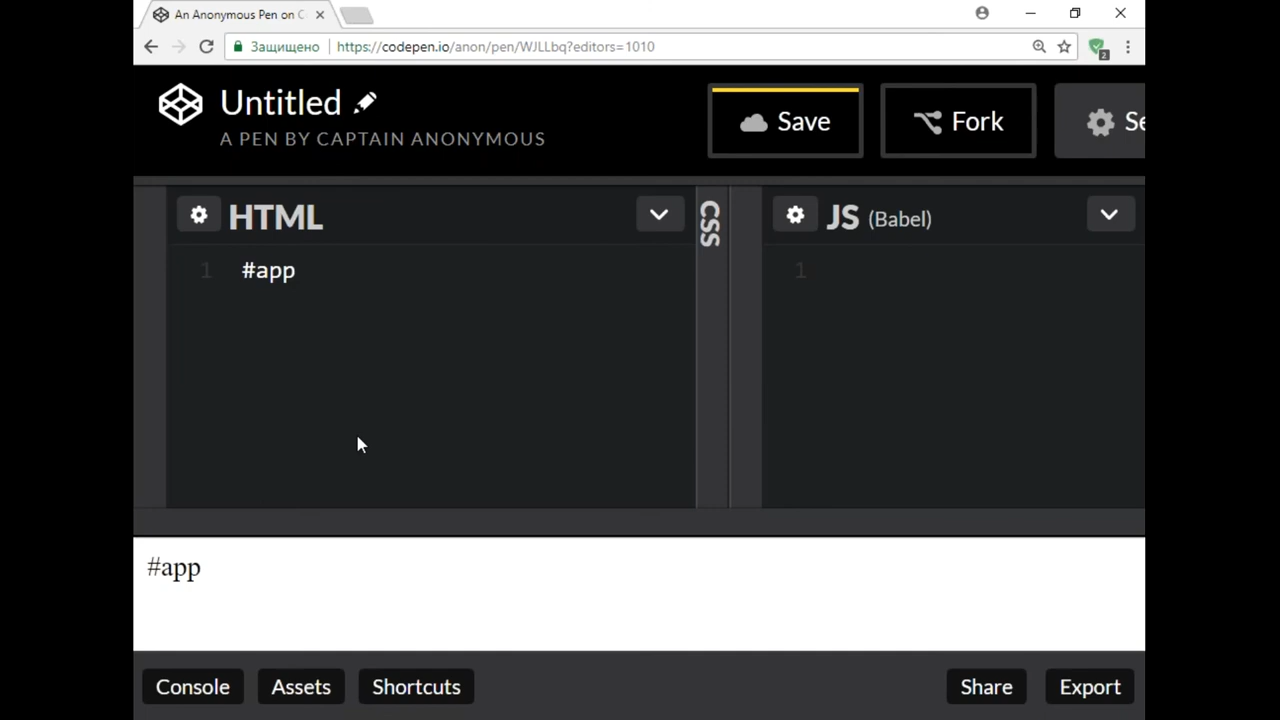 An Anonymous Pen on C
Защищено
https://codepen.io/anon/pen/WJLLbq?editors=1010
2
Untitled
A PEN BY CAPTAIN ANONYMOUS
Save
Fork
Se
HTML
CSS
JS (Babel)
1 #app
1
#app
Console
Assets
Shortcuts
Share
Export